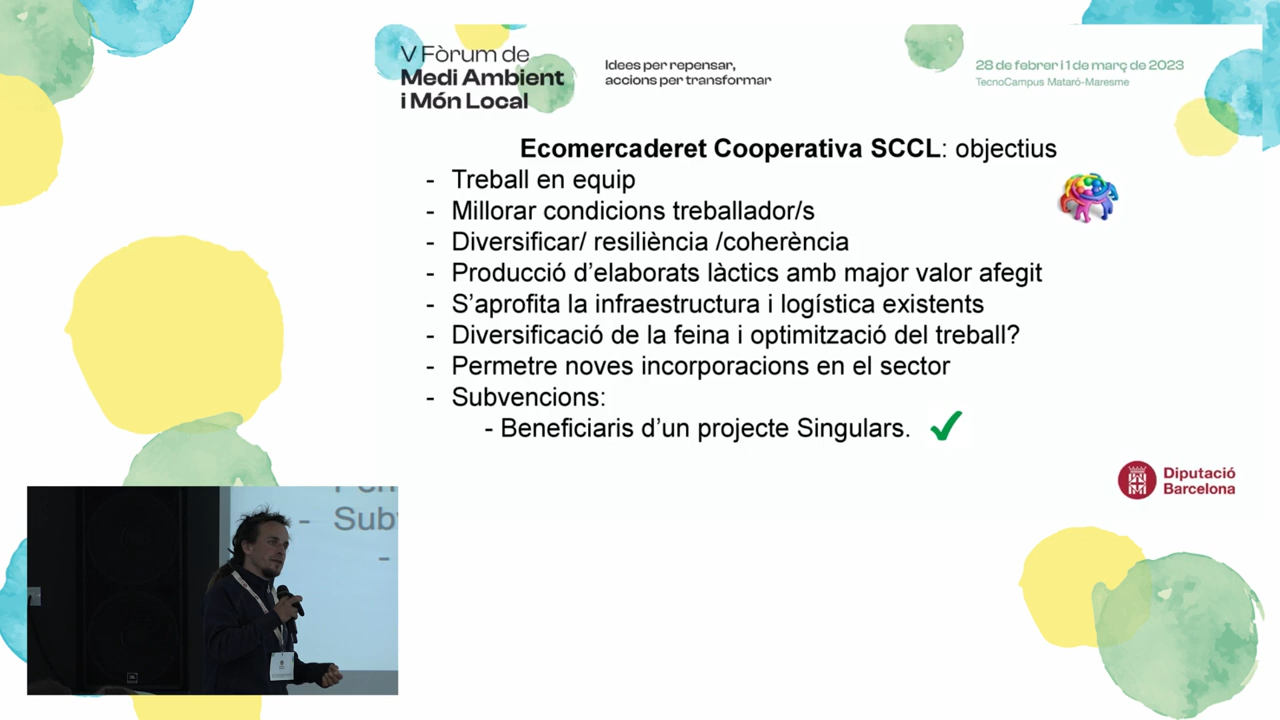 V Fòrum de
Medi Ambient
i Món Local
Idees per repensar,
accions per transformar
28 de febrer i 1 de març de 2023
TecnoCampus Mataró-Maresme
Ecomercaderet Cooperativa SCCL: objectius
- Treball en equip
- Millorar condicions treballador/s
- Diversificar/ resiliència /coherència
- Producció d’elaborats làctics amb major valor afegit
- S’aprofita la infraestructura i logística existents
- Diversificació de la feina i optimització del treball?
- Permetre noves incorporacions en el sector
- Subvencions:
- Beneficiaris d’un projecte Singulars.
Diputació
Barcelona
- Sub
-
JBL